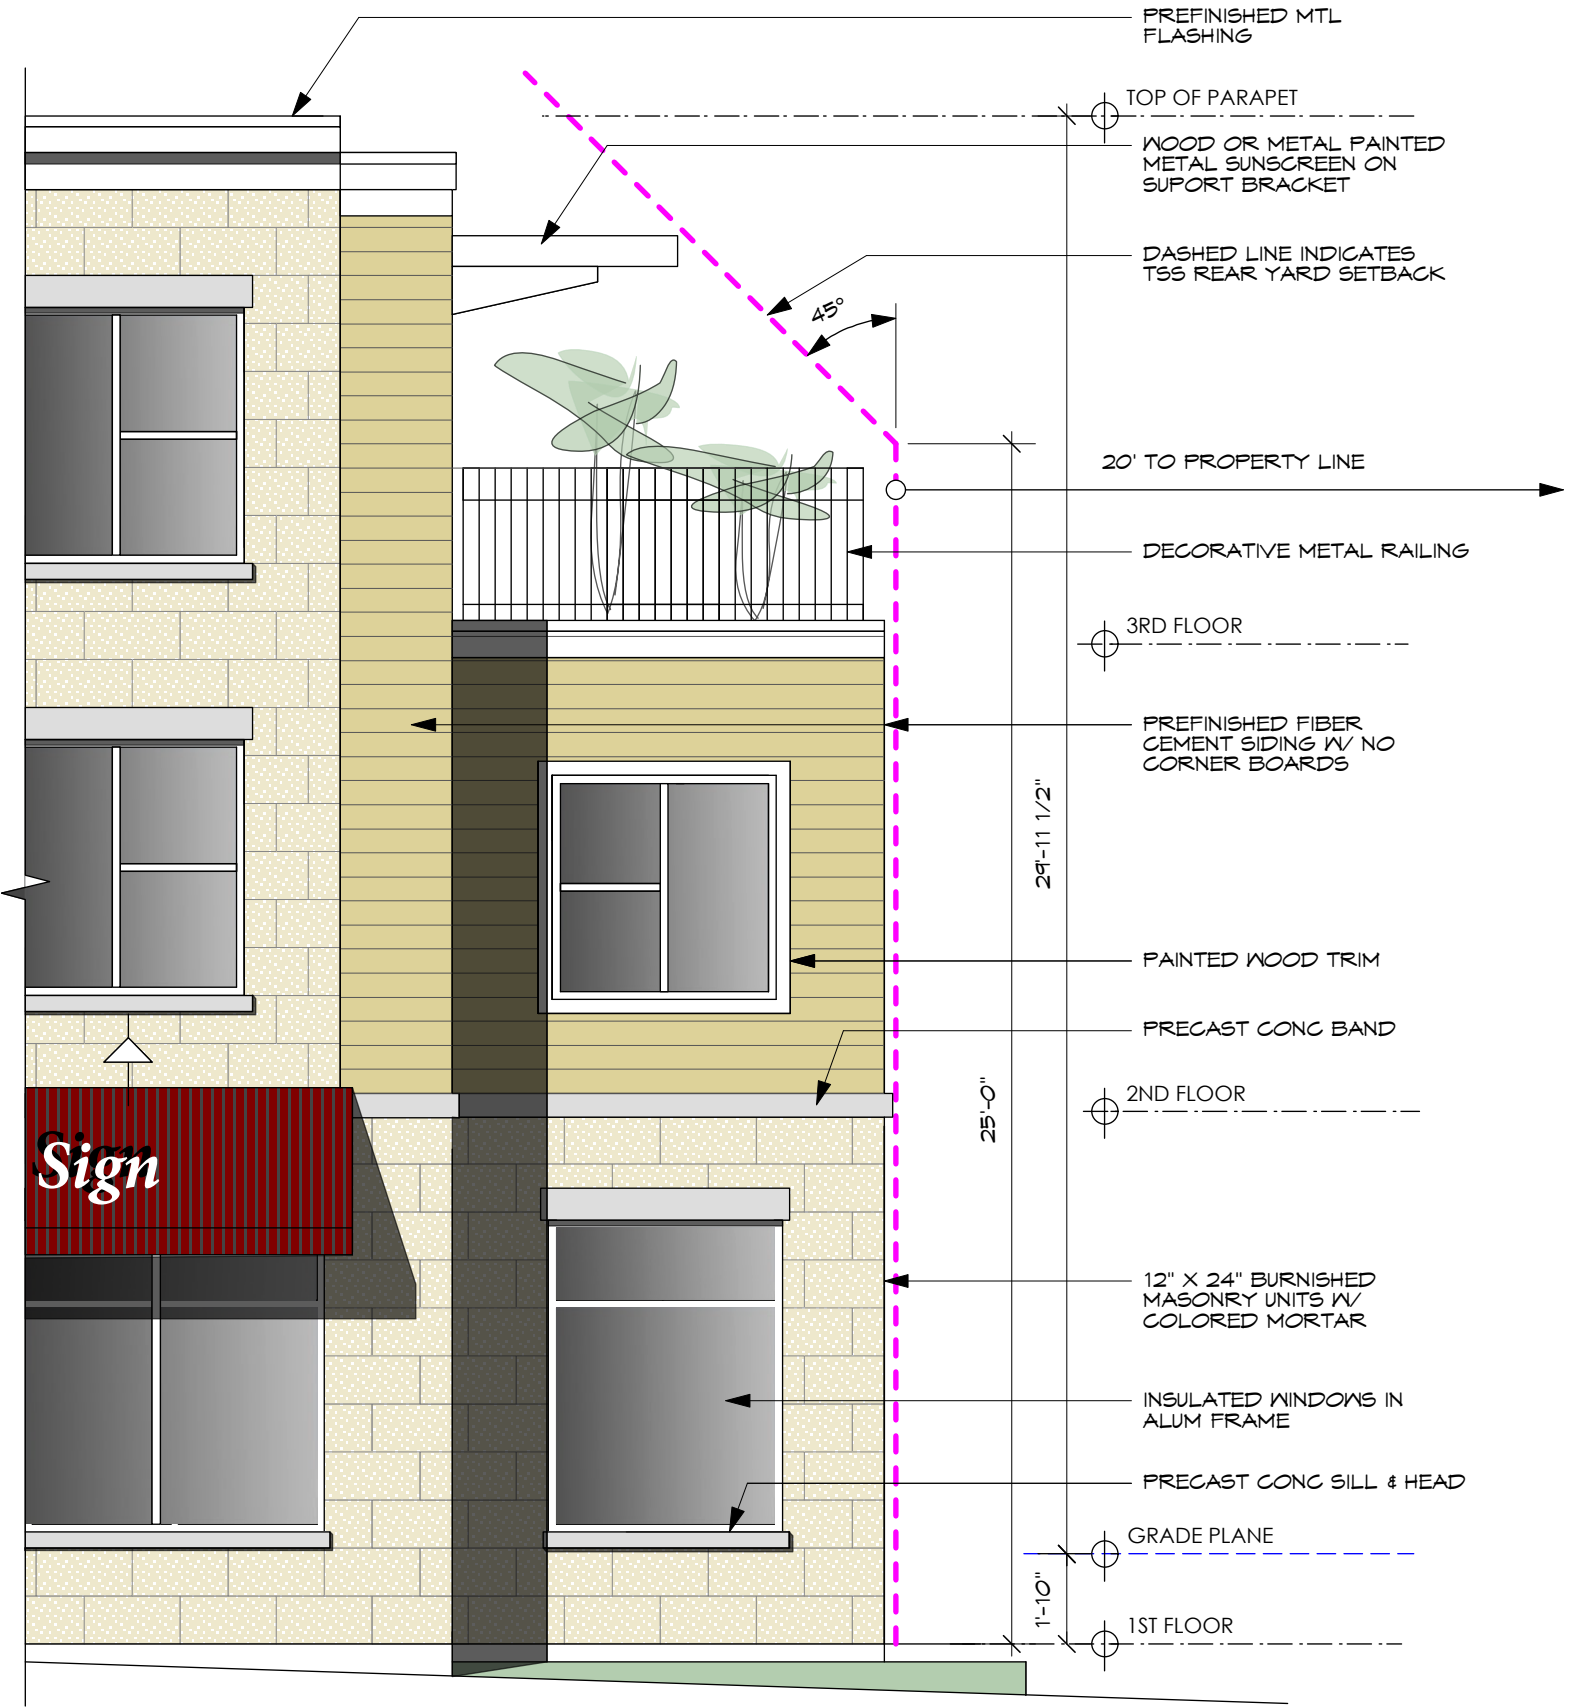 PREFINISHED MTL
FLASHING
TOP OF PARAPET
WOOD OR METAL PAINTED
METAL SUNSCREEN ON
SUPORT BRACKET
DASHED LINE INDICATES
TSS REAR YARD SETBACK
45°
20' TO PROPERTY LINE
DECORATIVE METAL RAILING
3RD FLOOR
PREFINISHED FIBER
CEMENT SIDING W/ NO
CORNER BOARDS
29'-11 1/2"
PAINTED WOOD TRIM
PRECAST CONC BAND
2ND FLOOR
25'-0"
Sign
12" X 24" BURNISHED
MASONRY UNITS W/
COLORED MORTAR
INSULATED WINDOWS IN
ALUM FRAME
PRECAST CONC SILL & HEAD
GRADE PLANE
1'-10"
1ST FLOOR